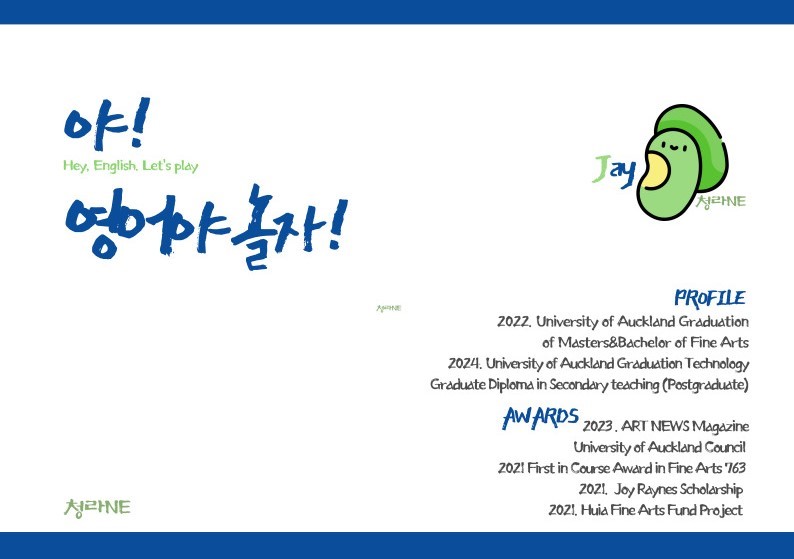 야!
Hey, English. Let's play
영어야 놀자!
Jay
청라NE
청라NE
PROFILE
2022. University of Auckland Graduation
of Masters&Bachelor of Fine Arts
2024. University of Auckland Graduation Technology
Graduate Diploma in Secondary teaching (Postgraduate)
AWARDS 2023 . ART NEWS Magazine
University of Auckland Council
2021 First in Course Award in Fine Arts '763
2021. Joy Raynes Scholarship
2021. Huia Fine Arts Fund Project
청라NE